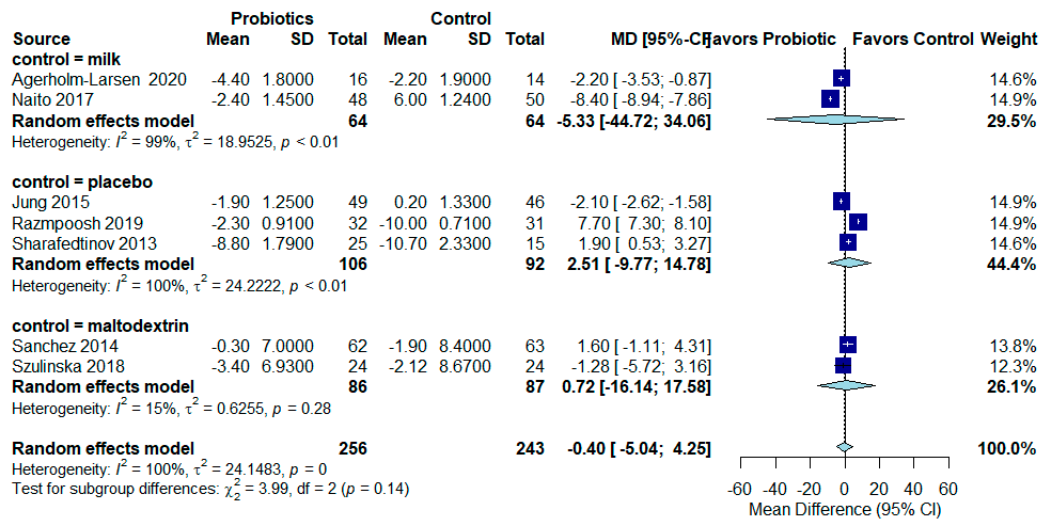 Probiotics Control
Source Mean SD Total Mean SD Total MD [95%-CI] Favors Probiotic Favors Control Weight
control = milk
Agerholm-Larsen 2020 -4.40 1.8000 16 -2.20 1.9000 14 -2.20 [ -3.53; -0.87] 14.6%
Naito 2017 -2.40 1.4500 48 6.00 1.2400 50 -8.40 [ -8.94; -7.86] 14.9%
Random effects model 64 64 -5.33 [-44.72; 34.06] 29.5%
Heterogeneity: I² = 99%, τ² = 18.9525, p < 0.01
control = placebo
Jung 2015 -1.90 1.2500 49 0.20 1.3300 46 -2.10 [ -2.62; -1.58] 14.9%
Razmpoosh 2019 -2.30 0.9100 32 -10.00 0.7100 31 7.70 [ 7.30; 8.10] 14.9%
Sharafedtinov 2013 -8.80 1.7900 25 -10.70 2.3300 15 1.90 [ 0.53; 3.27] 14.6%
Random effects model 106 92 2.51 [ -9.77; 14.78] 44.4%
Heterogeneity: I² = 100%, τ² = 24.2222, p < 0.01
control = maltodextrin
Sanchez 2014 -0.30 7.0000 62 -1.90 8.4000 63 1.60 [ -1.11; 4.31] 13.8%
Szulinska 2018 -3.40 6.9300 24 -2.12 8.6700 24 -1.28 [ -5.72; 3.16] 12.3%
Random effects model 86 87 0.72 [-16.14; 17.58] 26.1%
Heterogeneity: I² = 15%, τ² = 0.6255, p = 0.28
Random effects model 256 243 -0.40 [ -5.04; 4.25] 100.0%
Heterogeneity: I² = 100%, τ² = 24.1483, p = 0
Test for subgroup differences: χ²₂ = 3.99, df = 2 (p = 0.14)
-60 -40 -20 0 20 40 60
Mean Difference (95% CI)